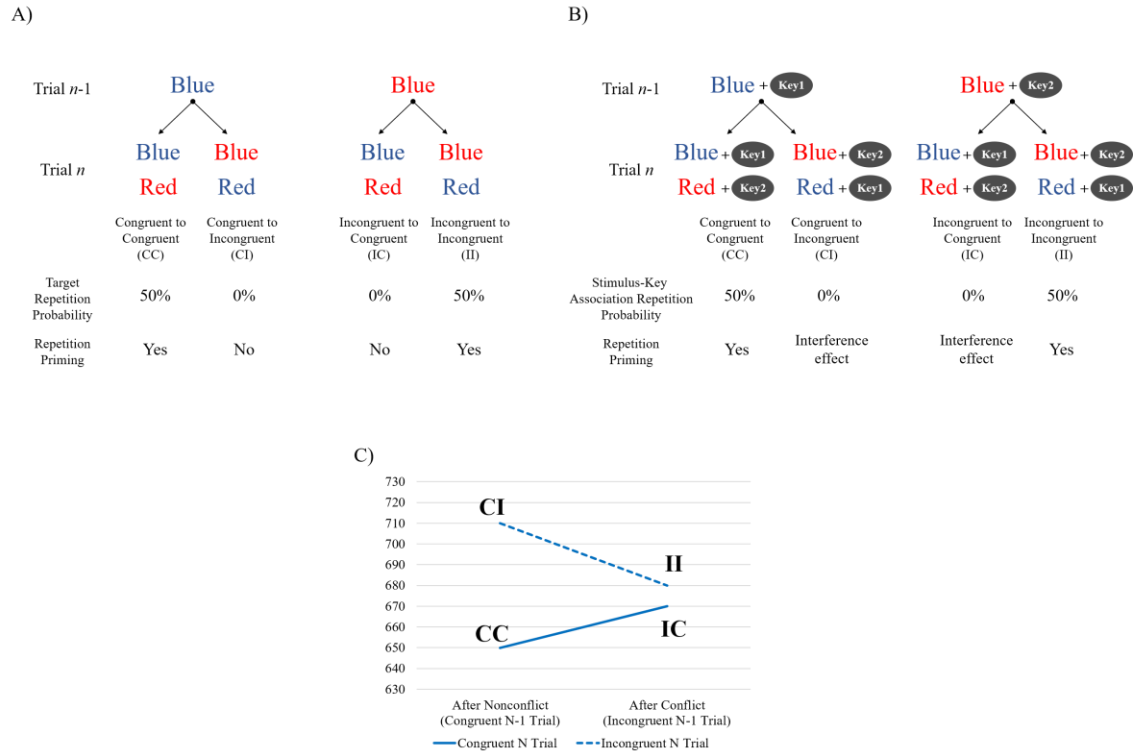 A)
Trial n-1
Blue
Blue
Trial n
Blue Blue
Red Red
Blue Blue
Red Red
Congruent to
Congruent
(CC)
Congruent to
Incongruent
(CI)
Incongruent to
Congruent
(IC)
Incongruent to
Incongruent
(II)
Target
Repetition
Probability
50% 0% 0% 50%
Repetition
Priming
Yes No No Yes
B)
Trial n-1
Blue + Key1
Blue + Key2
Trial n
Blue + Key1 Blue + Key2
Red + Key2 Red + Key1
Blue + Key1 Blue + Key2
Red + Key2 Red + Key1
Congruent to
Congruent
(CC)
Congruent to
Incongruent
(CI)
Incongruent to
Congruent
(IC)
Incongruent to
Incongruent
(II)
Stimulus-Key
Association Repetition
Probability
50% 0% 0% 50%
Repetition
Priming
Yes
Interference
effect
Interference
effect
Yes
C)
730
720
710
700
690
680
670
660
650
640
630
CI
II
CC
IC
After Nonconflict
(Congruent N-1 Trial)
After Conflict
(Incongruent N-1 Trial)
Congruent N Trial
Incongruent N Trial